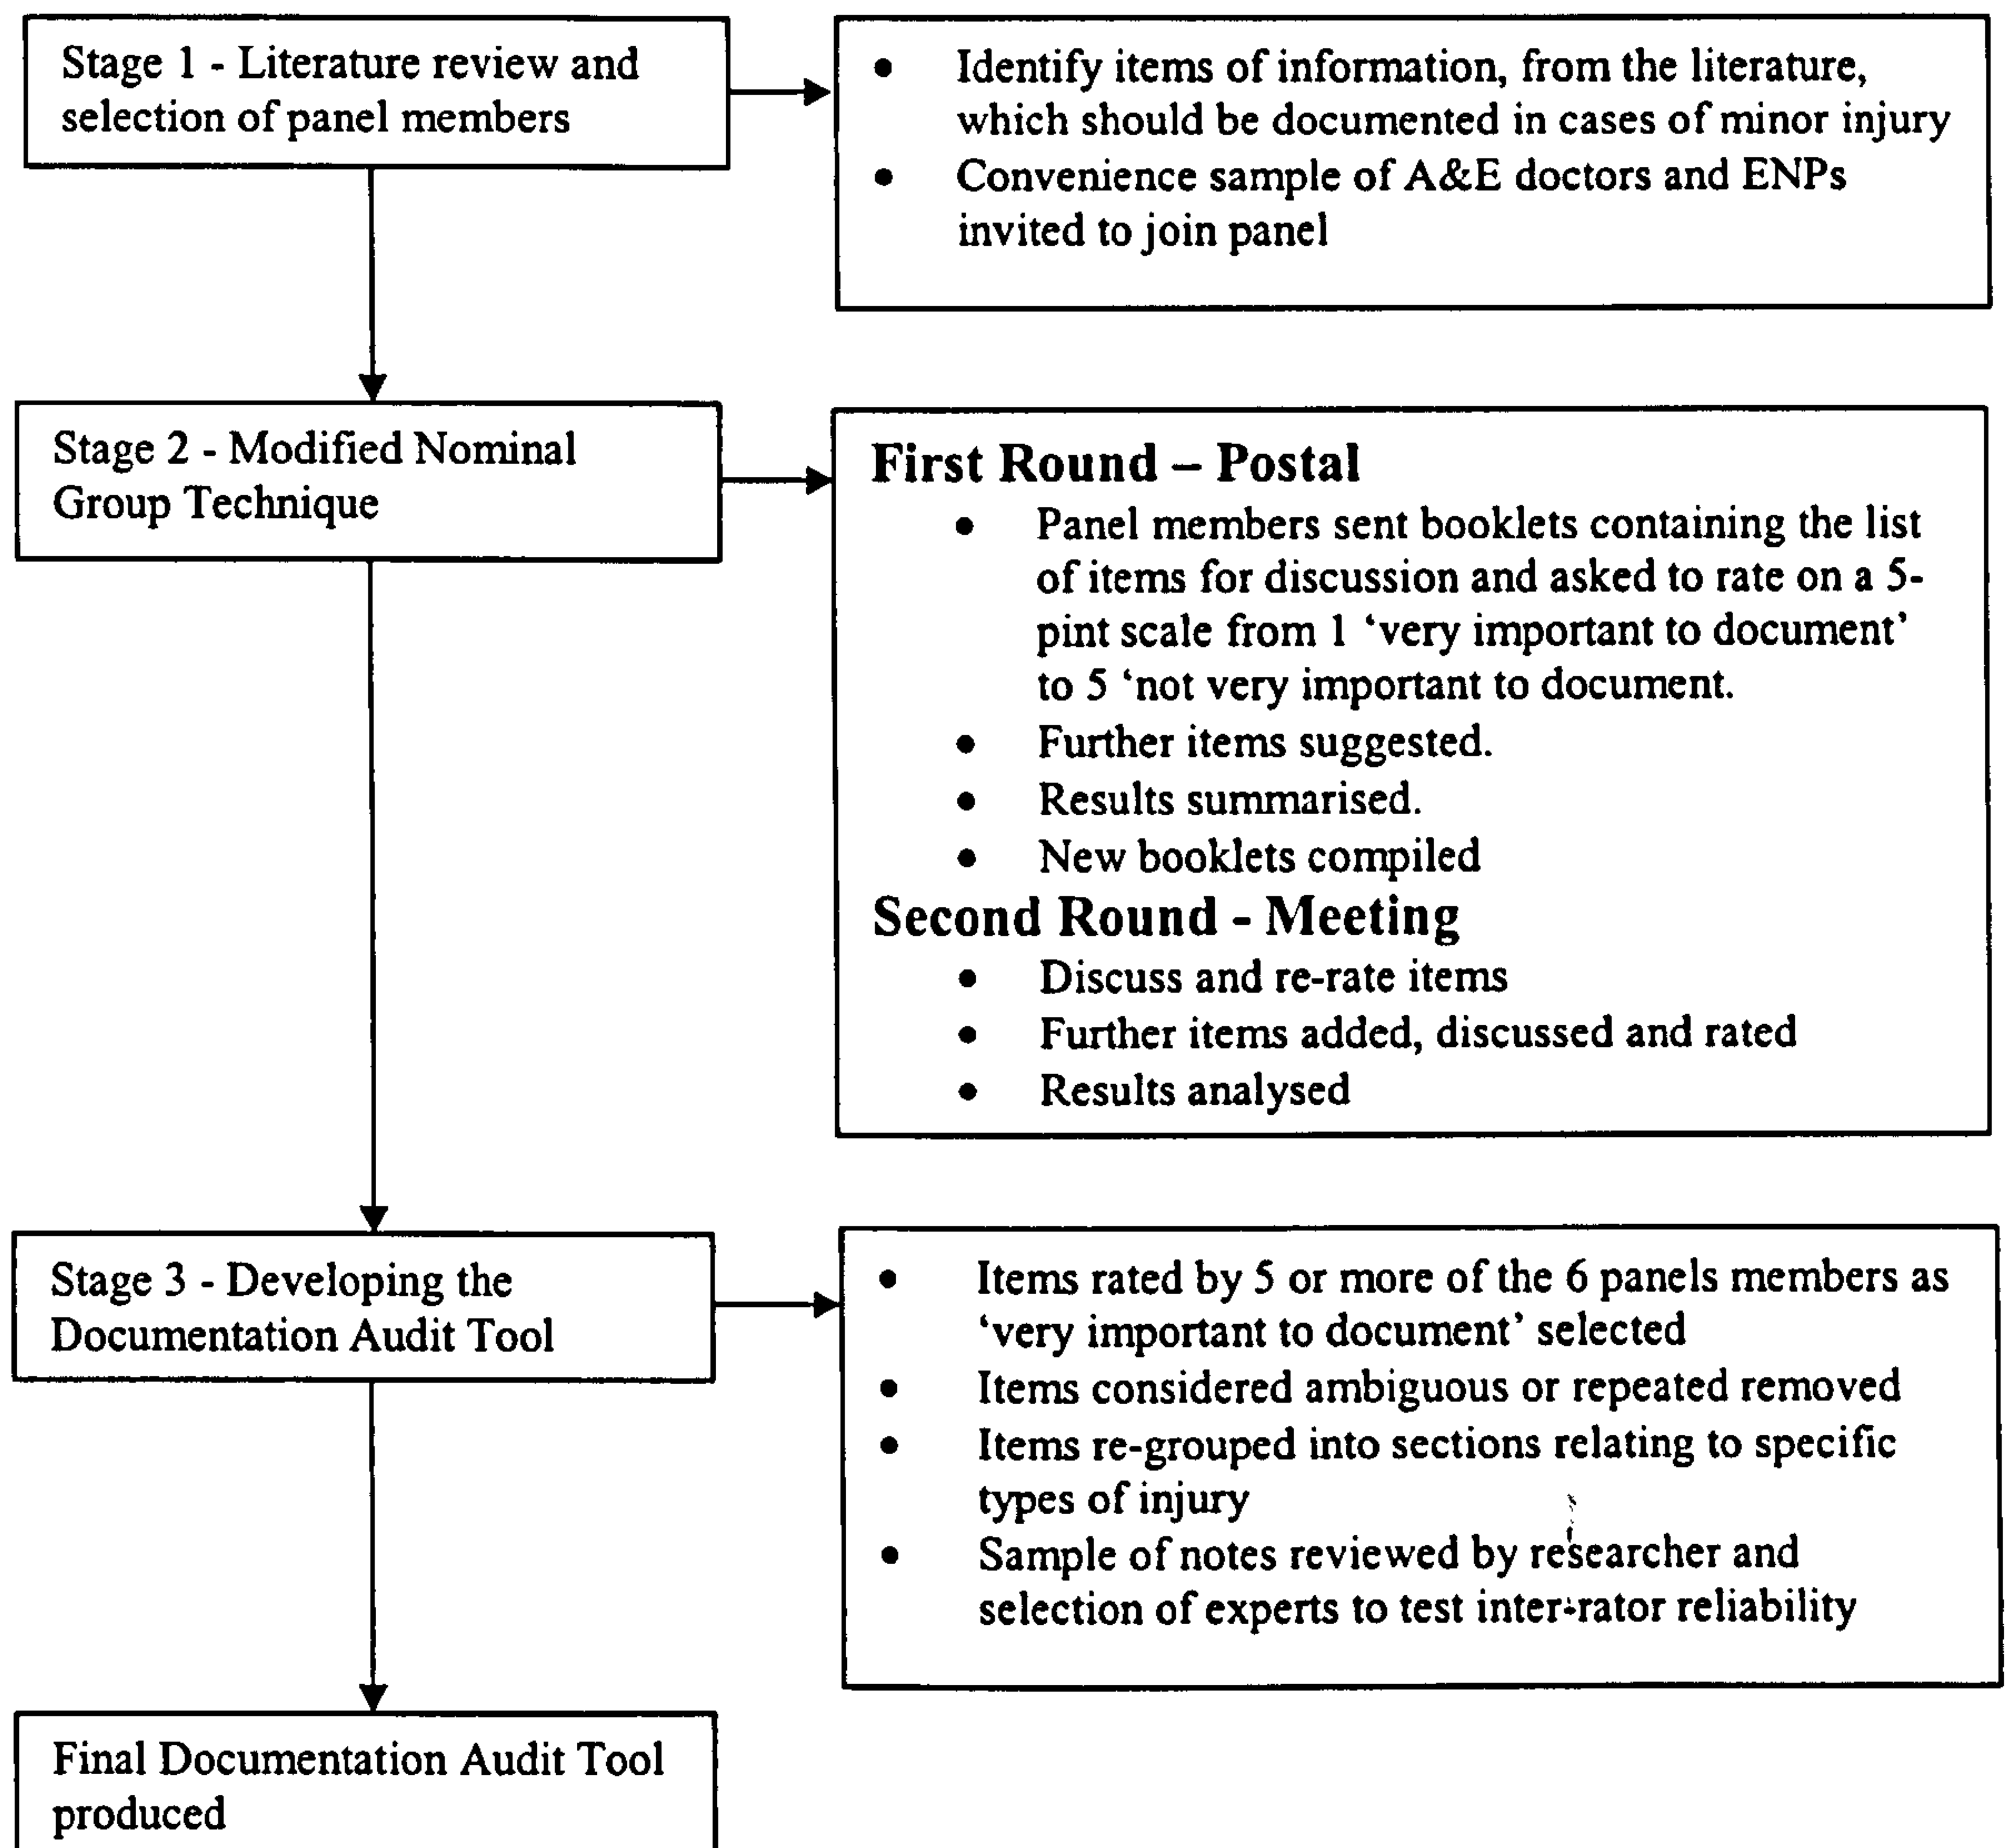 Stage 1 - Literature review and
selection of panel members
• Identify items of information, from the literature,
which should be documented in cases of minor injury
• Convenience sample of A&E doctors and ENPs
invited to join panel
Stage 2 - Modified Nominal
Group Technique
First Round – Postal
• Panel members sent booklets containing the list
of items for discussion and asked to rate on a 5-
pint scale from 1 ‘very important to document’
to 5 ‘not very important to document.
• Further items suggested.
• Results summarised.
• New booklets compiled
Second Round - Meeting
• Discuss and re-rate items
• Further items added, discussed and rated
• Results analysed
Stage 3 - Developing the
Documentation Audit Tool
• Items rated by 5 or more of the 6 panels members as
‘very important to document’ selected
• Items considered ambiguous or repeated removed
• Items re-grouped into sections relating to specific
types of injury
• Sample of notes reviewed by researcher and
selection of experts to test inter-rator reliability
Final Documentation Audit Tool
produced